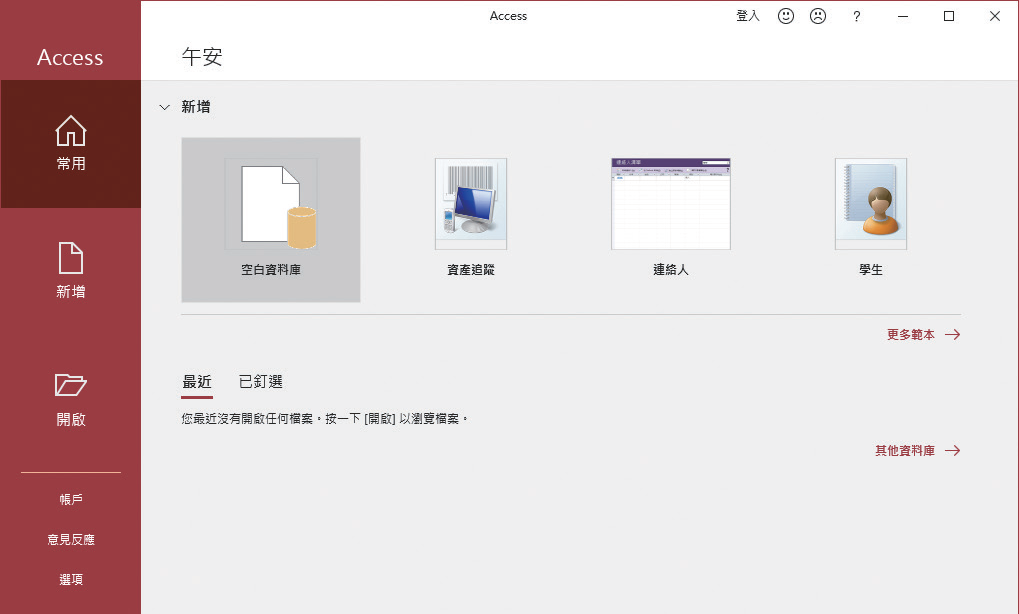 Access
登入
?
Access
午安
常用
新增
開啟
帳戶
意見反應
選項
新增
空白資料庫
資產追蹤
連絡人
學生
更多範本
最近
已釘選
您最近沒有開啟任何檔案。按一下 [開啟] 以瀏覽檔案。
其他資料庫